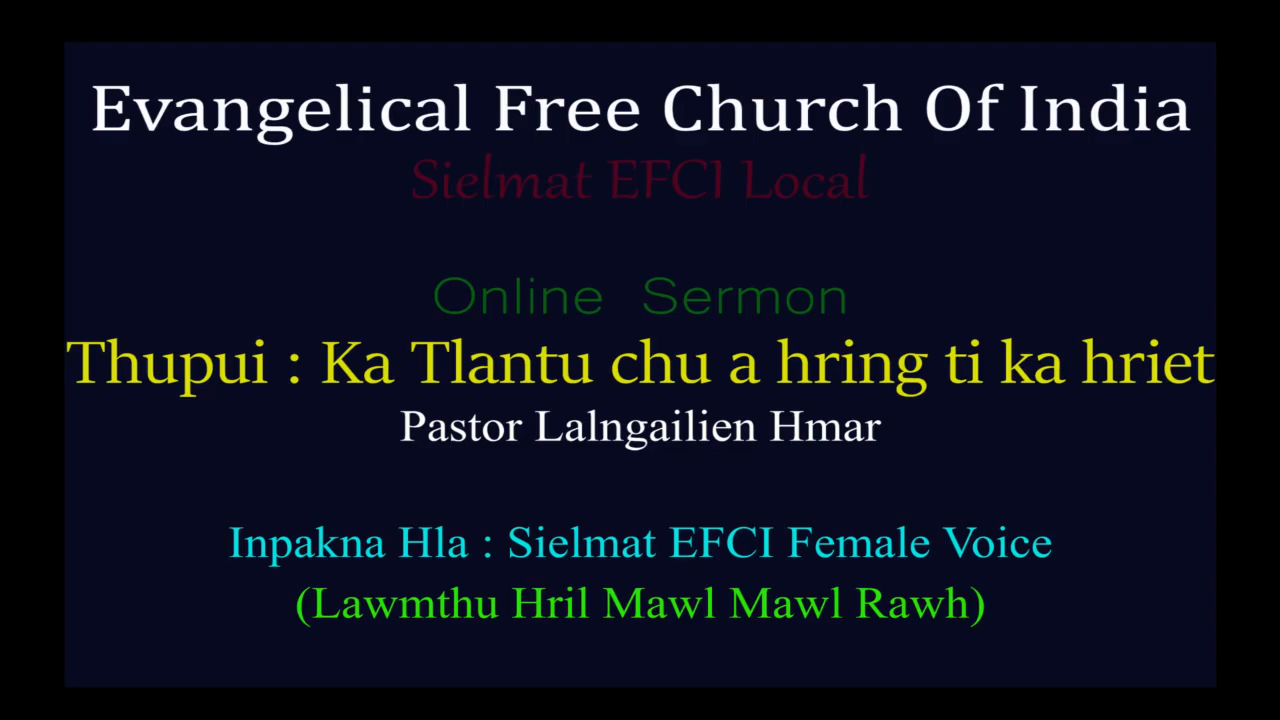 Evangelical Free Church Of India
Sielmat EFCI Local
Online Sermon
Thupui : Ka Tlantu chu a hring ti ka hriet
Pastor Lalngailien Hmar
Inpakna Hla : Sielmat EFCI Female Voice
(Lawmthu Hril Mawl Mawl Rawh)